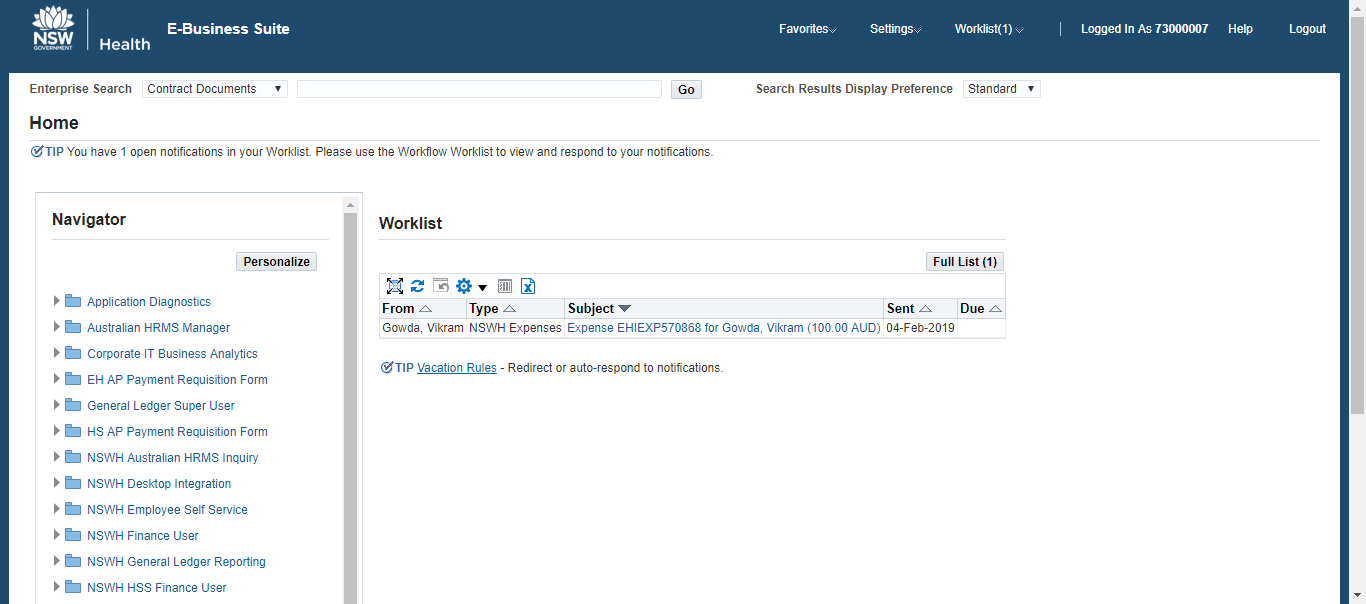 NSW
GOVERNMENT
Health
E-Business Suite
Favorites
Settings
Worklist(1)
Logged In As 73000007
Help
Logout
Enterprise Search
Contract Documents
Go
Search Results Display Preference
Standard
Home
TIP You have 1 open notifications in your Worklist. Please use the Workflow Worklist to view and respond to your notifications.
Navigator
Personalize
Application Diagnostics
Australian HRMS Manager
Corporate IT Business Analytics
EH AP Payment Requisition Form
General Ledger Super User
HS AP Payment Requisition Form
NSWH Australian HRMS Inquiry
NSWH Desktop Integration
NSWH Employee Self Service
NSWH Finance User
NSWH General Ledger Reporting
NSWH HSS Finance User
Worklist
Full List (1)
From Type Subject Sent Due
Gowda, Vikram NSWH Expenses Expense EHIEXP570868 for Gowda, Vikram (100.00 AUD) 04-Feb-2019
TIP Vacation Rules - Redirect or auto-respond to notifications.